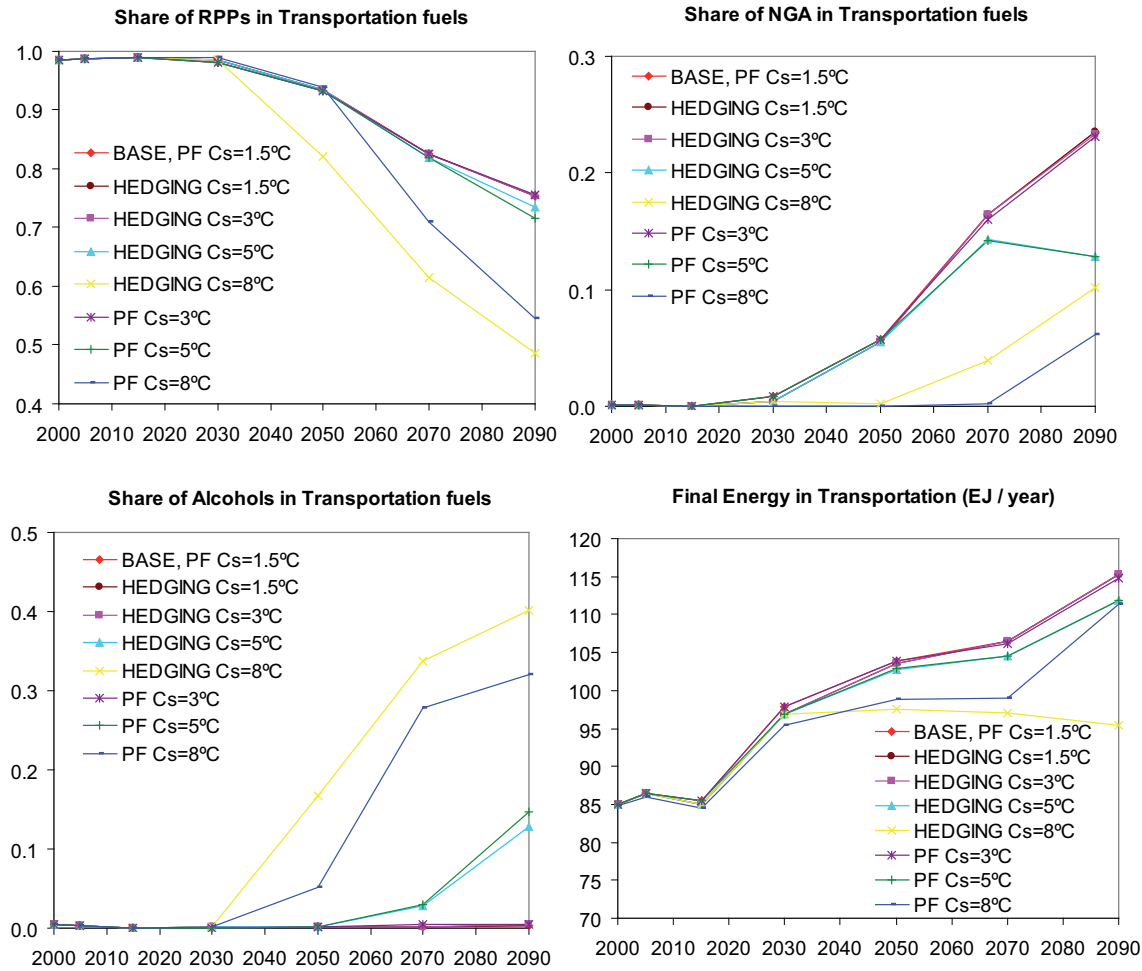 Share of RPPs in Transportation fuels
1.0
0.9
0.8
0.7
0.6
0.5
0.4
BASE, PF Cs=1.5ºC
HEDGING Cs=1.5ºC
HEDGING Cs=3ºC
HEDGING Cs=5ºC
HEDGING Cs=8ºC
PF Cs=3ºC
PF Cs=5ºC
PF Cs=8ºC
2000 2010 2020 2030 2040 2050 2060 2070 2080 2090
Share of NGA in Transportation fuels
0.3
0.2
0.1
0.0
BASE, PF Cs=1.5ºC
HEDGING Cs=1.5ºC
HEDGING Cs=3ºC
HEDGING Cs=5ºC
HEDGING Cs=8ºC
PF Cs=3ºC
PF Cs=5ºC
PF Cs=8ºC
2000 2010 2020 2030 2040 2050 2060 2070 2080 2090
Share of Alcohols in Transportation fuels
0.5
0.4
0.3
0.2
0.1
0.0
BASE, PF Cs=1.5ºC
HEDGING Cs=1.5ºC
HEDGING Cs=3ºC
HEDGING Cs=5ºC
HEDGING Cs=8ºC
PF Cs=3ºC
PF Cs=5ºC
PF Cs=8ºC
2000 2010 2020 2030 2040 2050 2060 2070 2080 2090
Final Energy in Transportation (EJ / year)
120
115
110
105
100
95
90
85
80
75
70
BASE, PF Cs=1.5ºC
HEDGING Cs=1.5ºC
HEDGING Cs=3ºC
HEDGING Cs=5ºC
HEDGING Cs=8ºC
PF Cs=3ºC
PF Cs=5ºC
PF Cs=8ºC
2000 2010 2020 2030 2040 2050 2060 2070 2080 2090